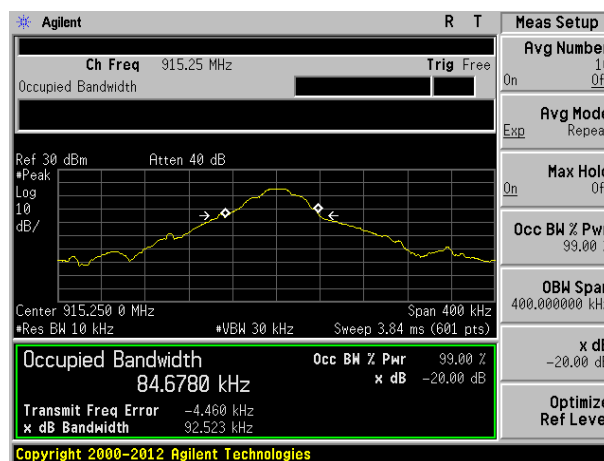 Agilent R T
Meas Setup
Ch Freq 915.25 MHz Trig Free
Occupied Bandwidth
Avg Number
On
Avg Mode
Exp Repea
Max Hold
On
Occ BW % Pwr
99.00
OBW Span
400.000000 kH
x dB
-20.00 d
Optimize
Ref Level
Ref 30 dBm Atten 40 dB
#Peak
Log
10
dB/
Center 915.250 0 MHz Span 400 kHz
#Res BW 10 kHz #VBW 30 kHz Sweep 3.84 ms (601 pts)
Occupied Bandwidth
84.6780 kHz
Occ BW % Pwr 99.00 %
x dB -20.00 dB
Transmit Freq Error -4.460 kHz
x dB Bandwidth 92.523 kHz
Copyright 2000-2012 Agilent Technologies